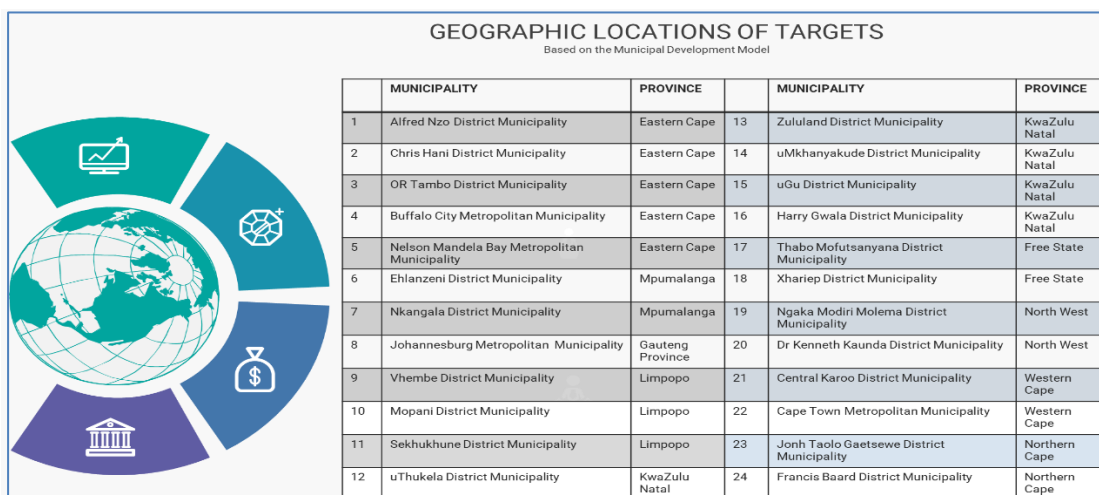 GEOGRAPHIC LOCATIONS OF TARGETS
Based on the Municipal Development Model
MUNICIPALITY PROVINCE MUNICIPALITY PROVINCE
1 Alfred Nzo District Municipality Eastern Cape 13 Zululand District Municipality KwaZulu
Natal
2 Chris Hani District Municipality Eastern Cape 14 uMkhanyakude District Municipality KwaZulu
Natal
3 OR Tambo District Municipality Eastern Cape 15 uGu District Municipality KwaZulu
Natal
4 Buffalo City Metropolitan Municipality Eastern Cape 16 Harry Gwala District Municipality KwaZulu
Natal
5 Nelson Mandela Bay Metropolitan Eastern Cape 17 Thabo Mofutsanyana District Free State
Municipality Municipality
6 Ehlanzeni District Municipality Mpumalanga 18 Xhariep District Municipality Free State
7 Nkangala District Municipality Mpumalanga 19 Ngaka Modiri Molema District North West
Municipality
8 Johannesburg Metropolitan Municipality Gauteng 20 Dr Kenneth Kaunda District Municipality North West
Province
9 Vhembe District Municipality Limpopo 21 Central Karoo District Municipality Western
Cape
10 Mopani District Municipality Limpopo 22 Cape Town Metropolitan Municipality Western
Cape
11 Sekhukhune District Municipality Limpopo 23 Jonh Taolo Gaetsewe District Northern
Municipality Cape
12 uThukela District Municipality KwaZulu 24 Francis Baard District Municipality Northern
Natal Cape
$